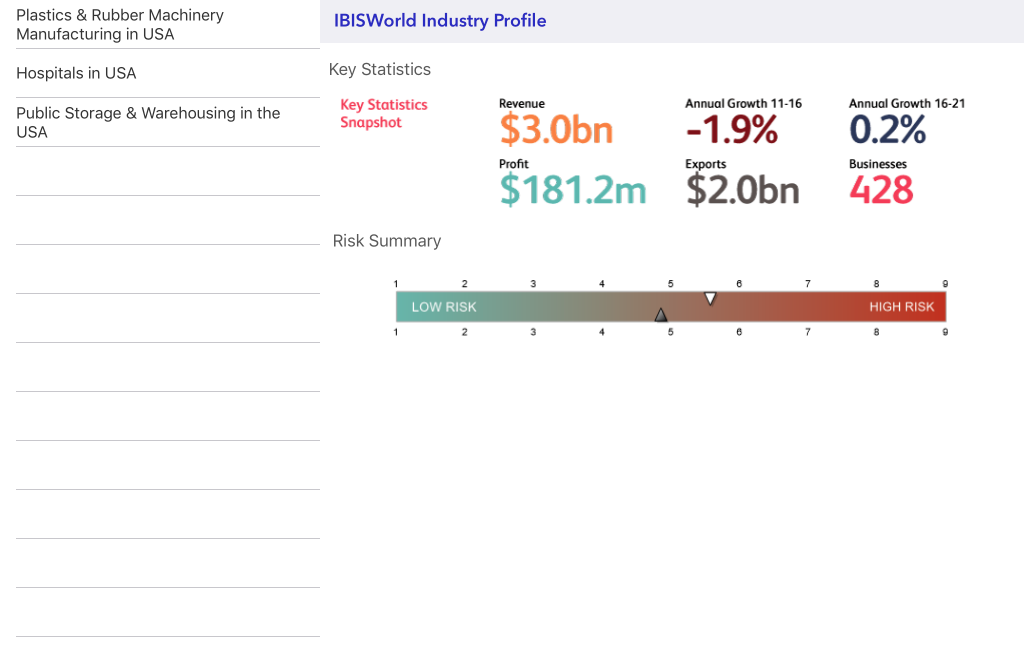 Plastics & Rubber Machinery
Manufacturing in USA
Hospitals in USA
Public Storage & Warehousing in the
USA
IBISWorld Industry Profile
Key Statistics
Key Statistics
Snapshot
Revenue
$3.0bn
Annual Growth 11-16
-1.9%
Annual Growth 16-21
0.2%
Profit
$181.2m
Exports
$2.0bn
Businesses
428
Risk Summary
1 2 3 4 5 6 7 8 9
LOW RISK HIGH RISK
1 2 3 4 5 6 7 8 9